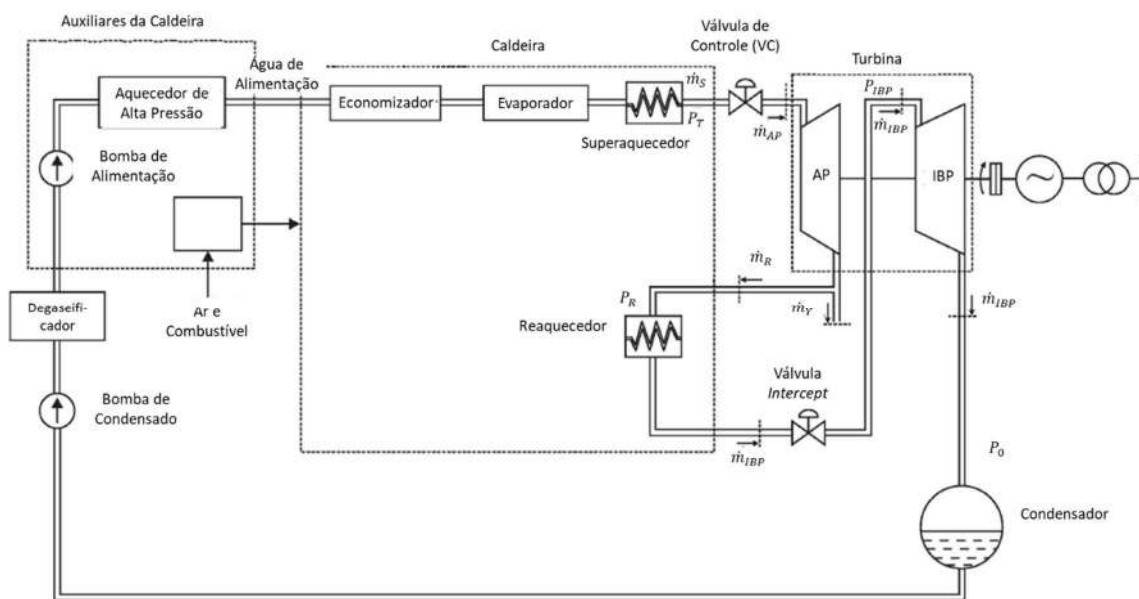 Auxiliares da Caldeira
Aquecedor de
Alta Pressão
Bomba de
Alimentação
Ar e
Combustível
Degaseifi-
cador
Bomba de
Condensado
Água de
Alimentação
Caldeira
Economizador
Evaporador
ṁ_S
P_T
Superaquecedor
Válvula de
Controle (VC)
ṁ_AP
Turbina
P_IBP
ṁ_IBP
AP
IBP
ṁ_R
P_R
ṁ_Y
Reaquecedor
Válvula
Intercept
ṁ_IBP
ṁ_IBP
P_0
Condensador